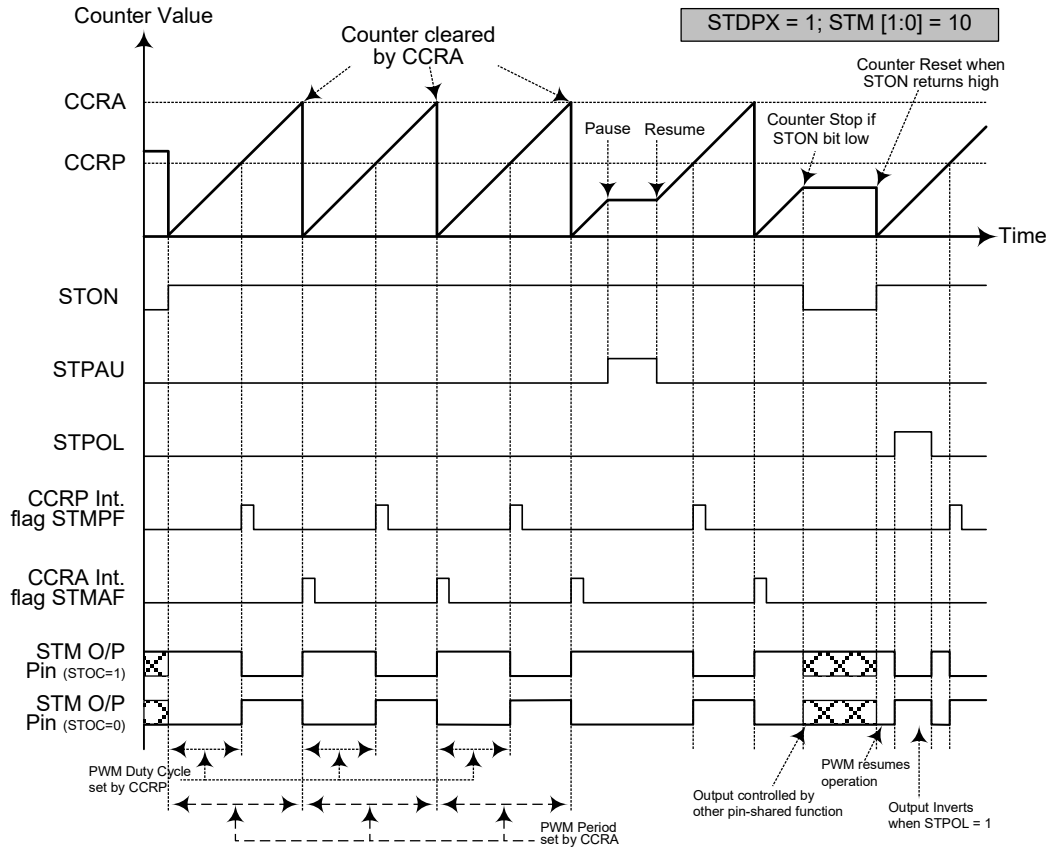 Counter Value
STDPX = 1; STM [1:0] = 10
Counter cleared
by CCRA
Counter Reset when
STON returns high
CCRA
Counter Stop if
STON bit low
Pause
Resume
CCRP
Time
STON
STPAU
STPOL
CCRP Int.
flag STMPF
CCRA Int.
flag STMAF
STM O/P
Pin (STOC=1)
STM O/P
Pin (STOC=0)
PWM Duty Cycle
set by CCRP
PWM resumes
operation
Output controlled by
other pin-shared function
Output Inverts
when STPOL = 1
PWM Period
set by CCRA